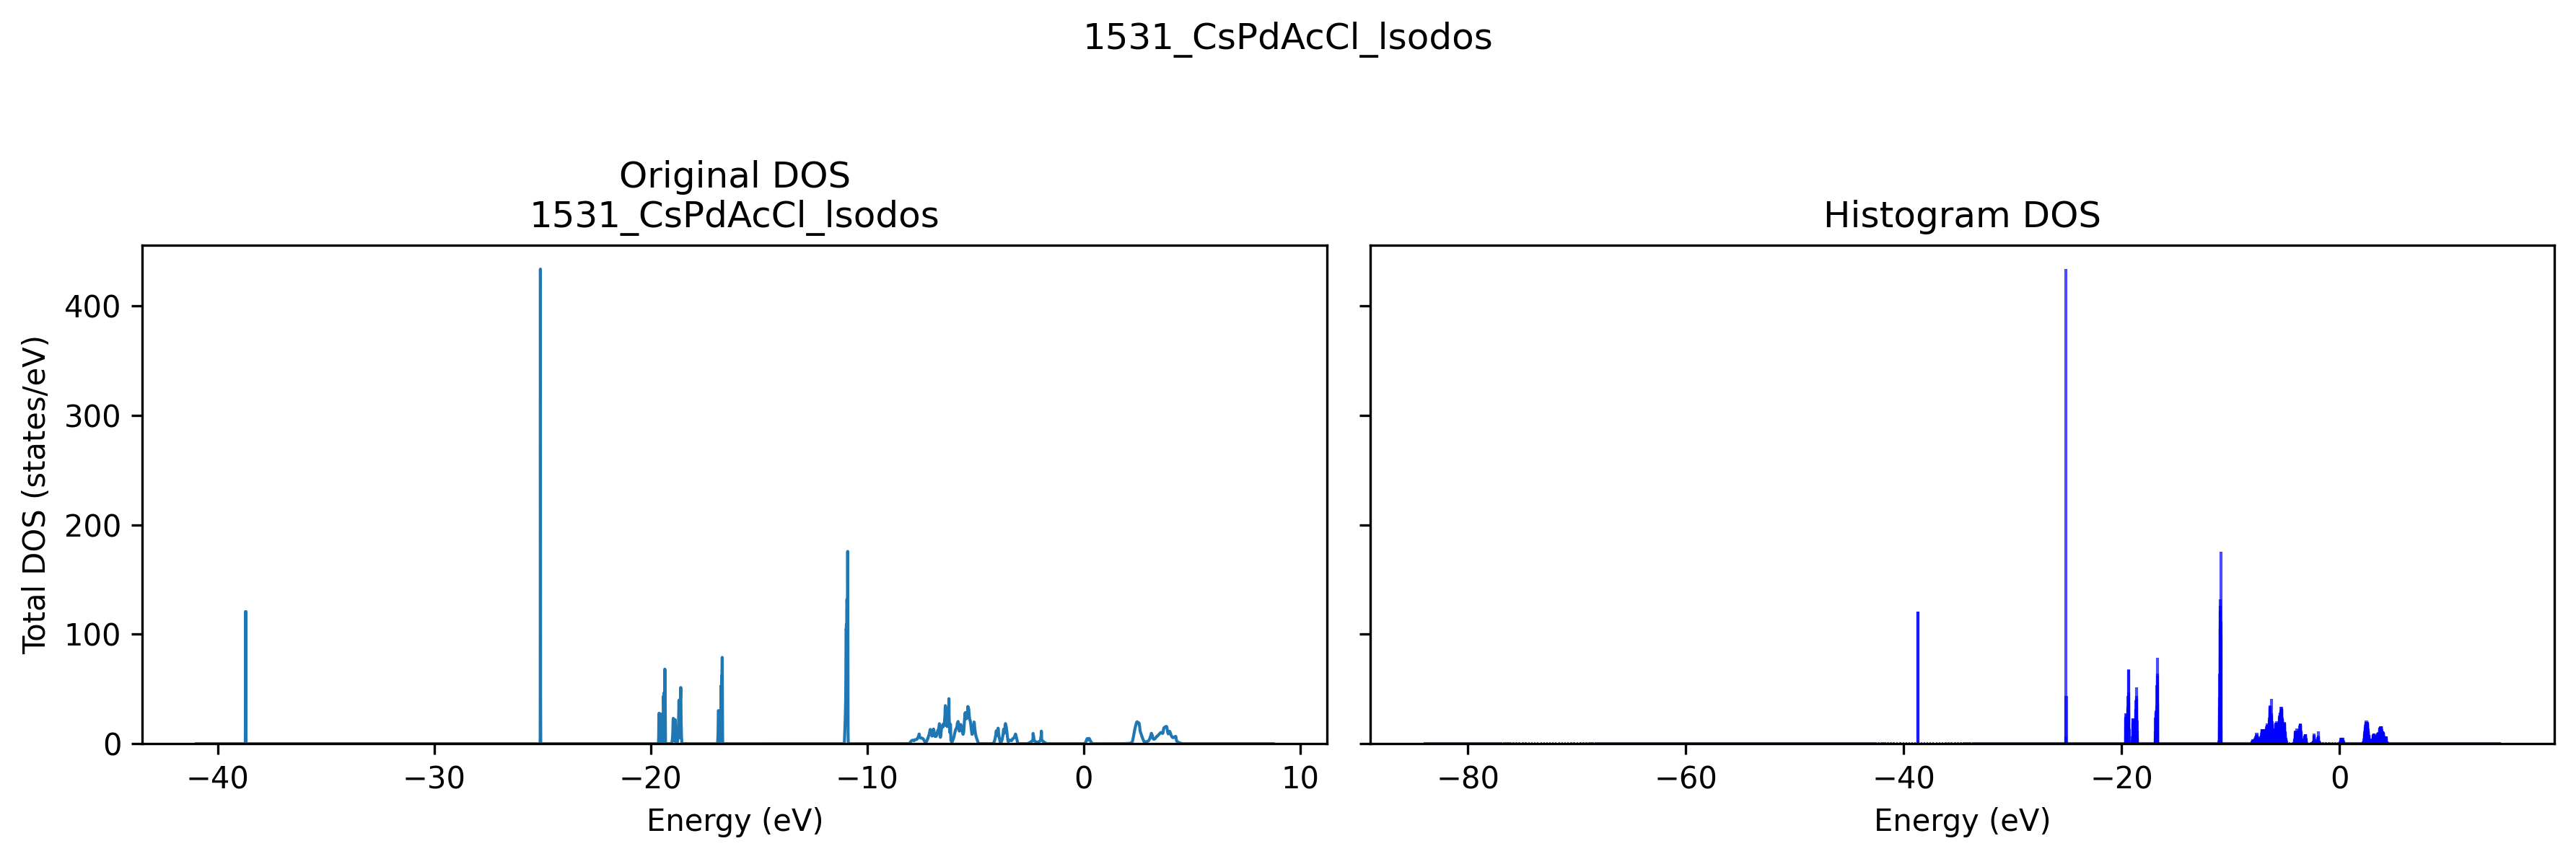 1531_CsPdAcCl_lsodos
Original DOS
1531_CsPdAcCl_lsodos
Histogram DOS
Total DOS (states/eV)
400
300
200
100
0
−40
−30
−20
−10
0
10
Energy (eV)
−80
−60
−40
−20
0
Energy (eV)